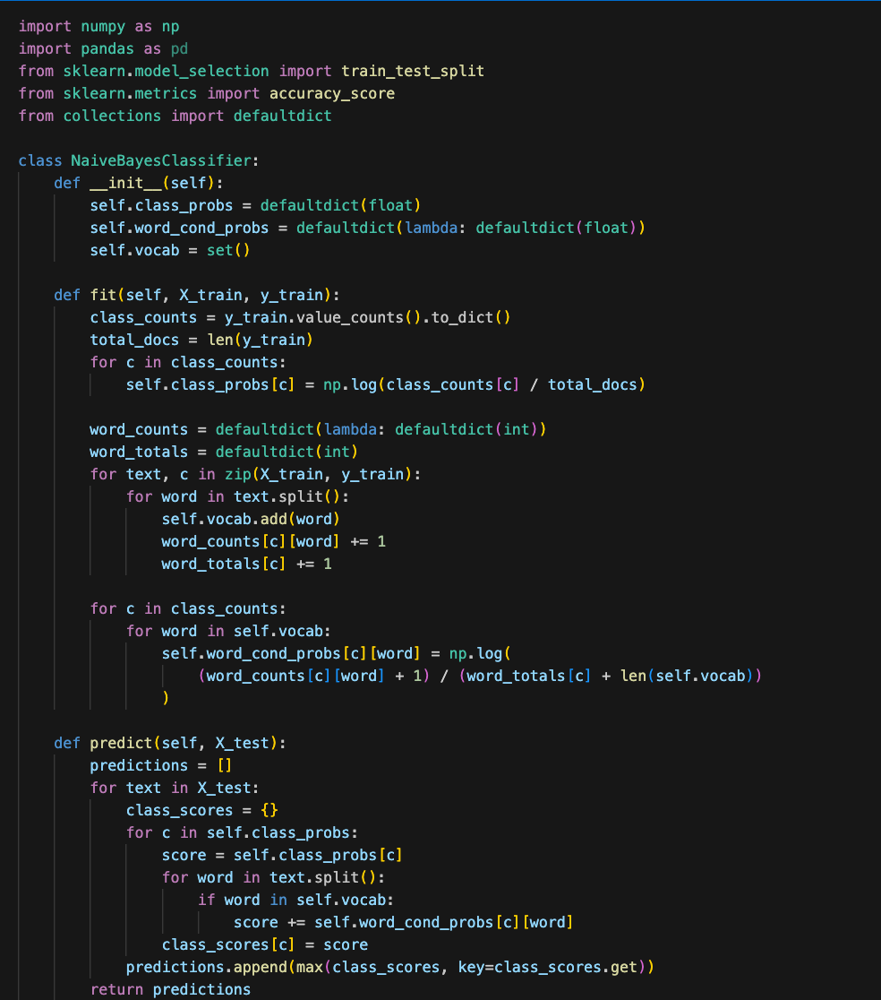 import numpy as np
import pandas as pd
from sklearn.model_selection import train_test_split
from sklearn.metrics import accuracy_score
from collections import defaultdict

class NaiveBayesClassifier:
    def __init__(self):
        self.class_probs = defaultdict(float)
        self.word_cond_probs = defaultdict(lambda: defaultdict(float))
        self.vocab = set()

    def fit(self, X_train, y_train):
        class_counts = y_train.value_counts().to_dict()
        total_docs = len(y_train)
        for c in class_counts:
            self.class_probs[c] = np.log(class_counts[c] / total_docs)

        word_counts = defaultdict(lambda: defaultdict(int))
        word_totals = defaultdict(int)
        for text, c in zip(X_train, y_train):
            for word in text.split():
                self.vocab.add(word)
                word_counts[c][word] += 1
                word_totals[c] += 1

        for c in class_counts:
            for word in self.vocab:
                self.word_cond_probs[c][word] = np.log(
                    (word_counts[c][word] + 1) / (word_totals[c] + len(self.vocab))
                )

    def predict(self, X_test):
        predictions = []
        for text in X_test:
            class_scores = {}
            for c in self.class_probs:
                score = self.class_probs[c]
                for word in text.split():
                    if word in self.vocab:
                        score += self.word_cond_probs[c][word]
                class_scores[c] = score
            predictions.append(max(class_scores, key=class_scores.get))
        return predictions